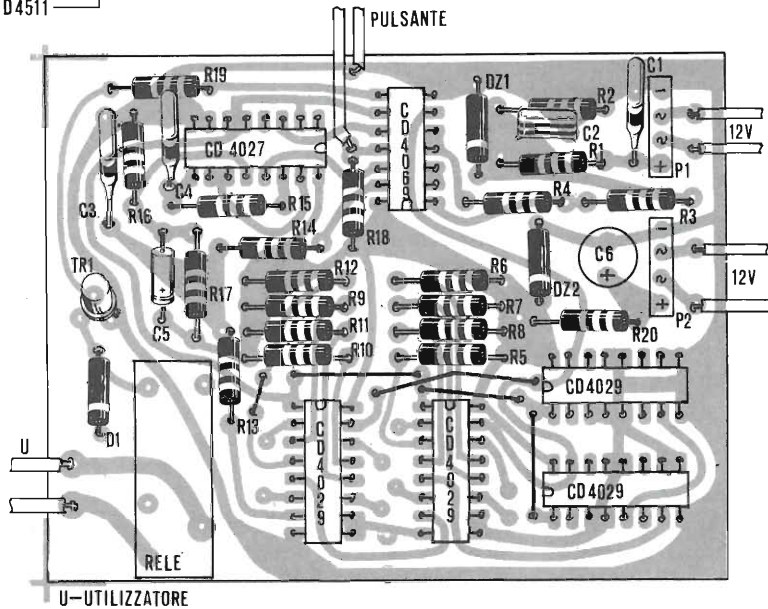 D4511
PULSANTE
R19
CD 4027
CD4069
DZ1
R2
C2
R1
C1
12V
P1
C3
R16
C4
R15
R14
R18
R4
R3
TR1
C5
R17
R12
R9
R11
R10
R6
R7
R8
R5
DZ2
C6
12V
P2
R20
R13
D1
U
CD4029
CD4029
CD4029
CD4029
RELE
U-UTILIZZATORE